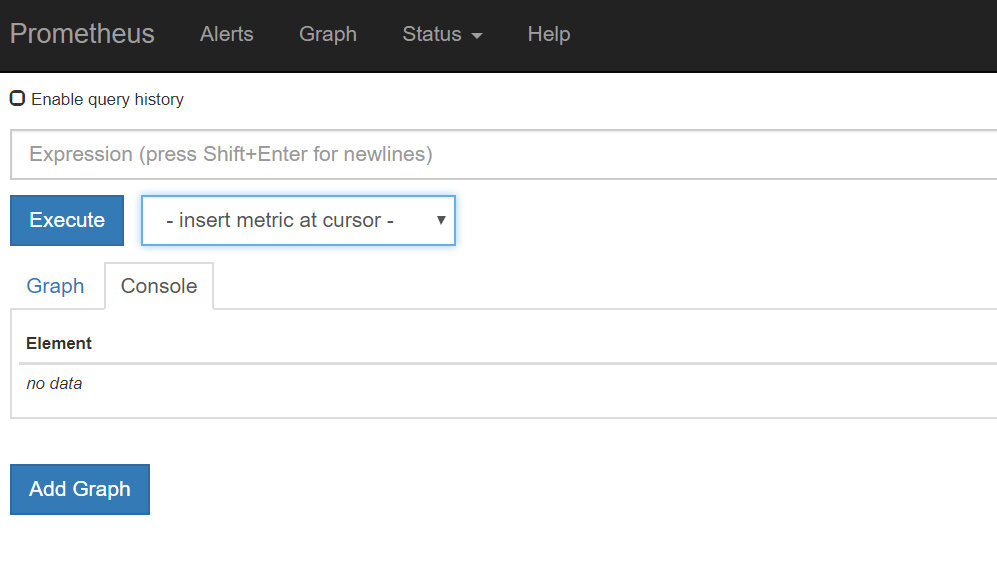 Prometheus Alerts Graph Status Help
Enable query history
Expression (press Shift+Enter for newlines)
Execute - insert metric at cursor -
Graph Console
Element
no data
Add Graph